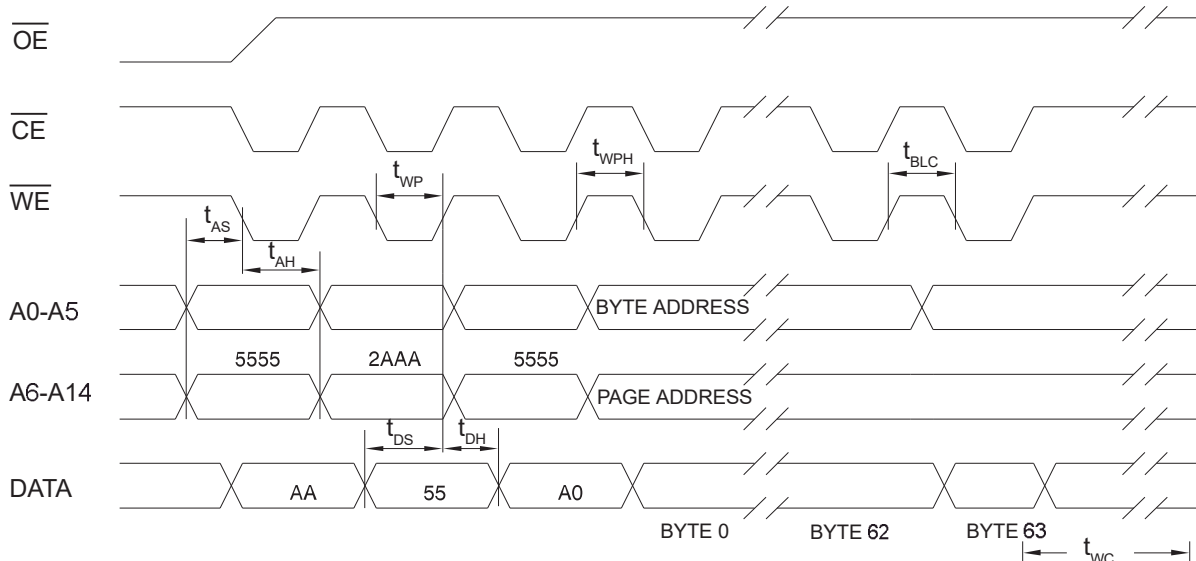 OE
CE
tWPH
tBLC
tWP
WE
tAS
tAH
A0-A5
BYTE ADDRESS
5555
2AAA
5555
A6-A14
PAGE ADDRESS
tDS
tDH
DATA
AA
55
A0
BYTE 0
BYTE 62
BYTE 63
tWC